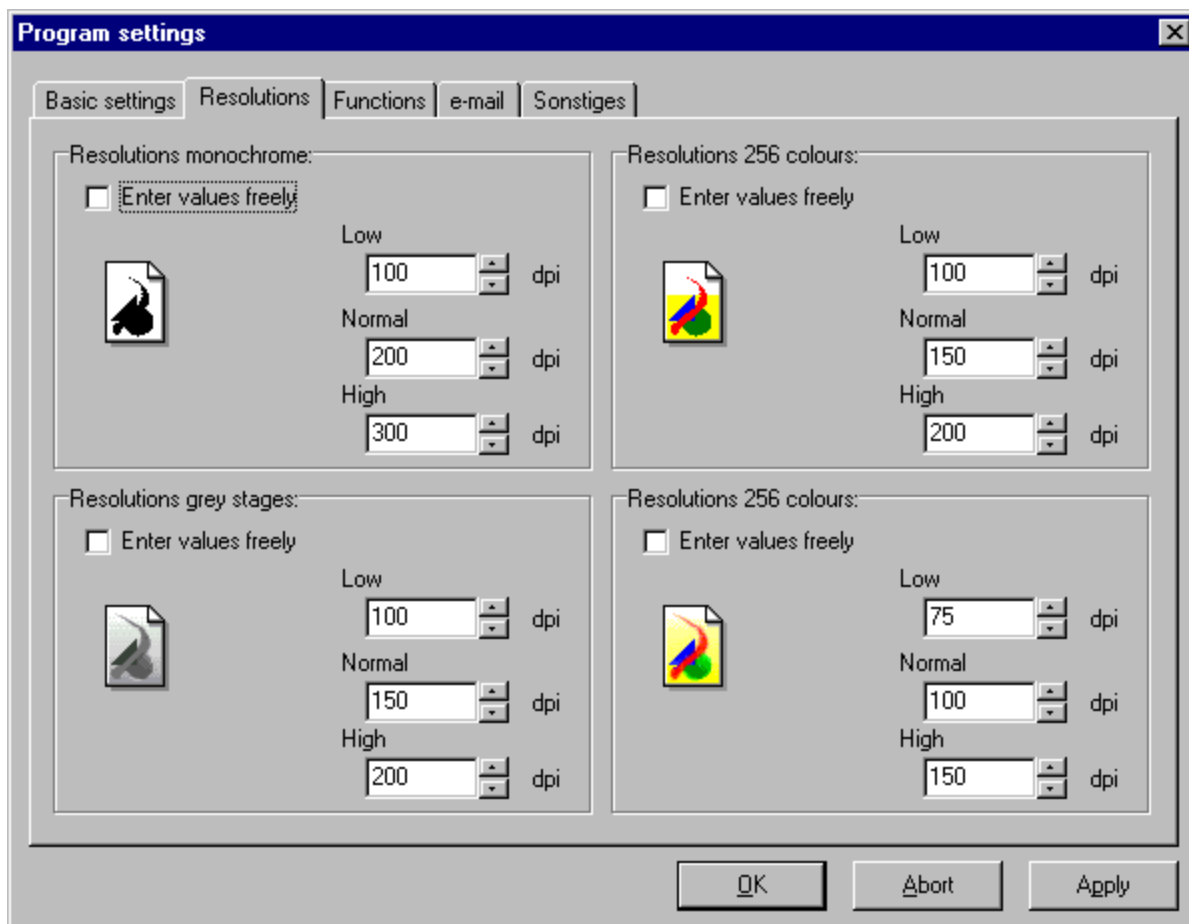 Program settings
Basic settings Resolutions Functions e-mail Sonstiges
Resolutions monochrome:
Enter values freely
Low
100 dpi
Normal
200 dpi
High
300 dpi
Resolutions 256 colours:
Enter values freely
Low
100 dpi
Normal
150 dpi
High
200 dpi
Resolutions grey stages:
Enter values freely
Low
100 dpi
Normal
150 dpi
High
200 dpi
Resolutions 256 colours:
Enter values freely
Low
75 dpi
Normal
100 dpi
High
150 dpi
OK Abort Apply